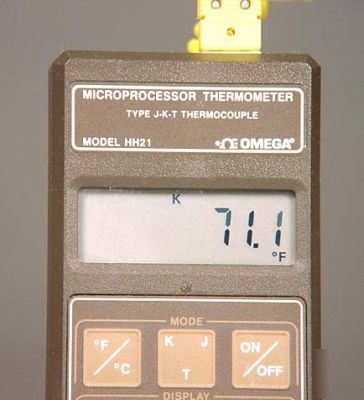 MICROPROCESSOR THERMOMETER
TYPE J-K-T THERMOCOUPLE
MODEL HH21 OMEGA
K
71.1
°F
MODE
°F/°C K J T ON/OFF
DISPLAY